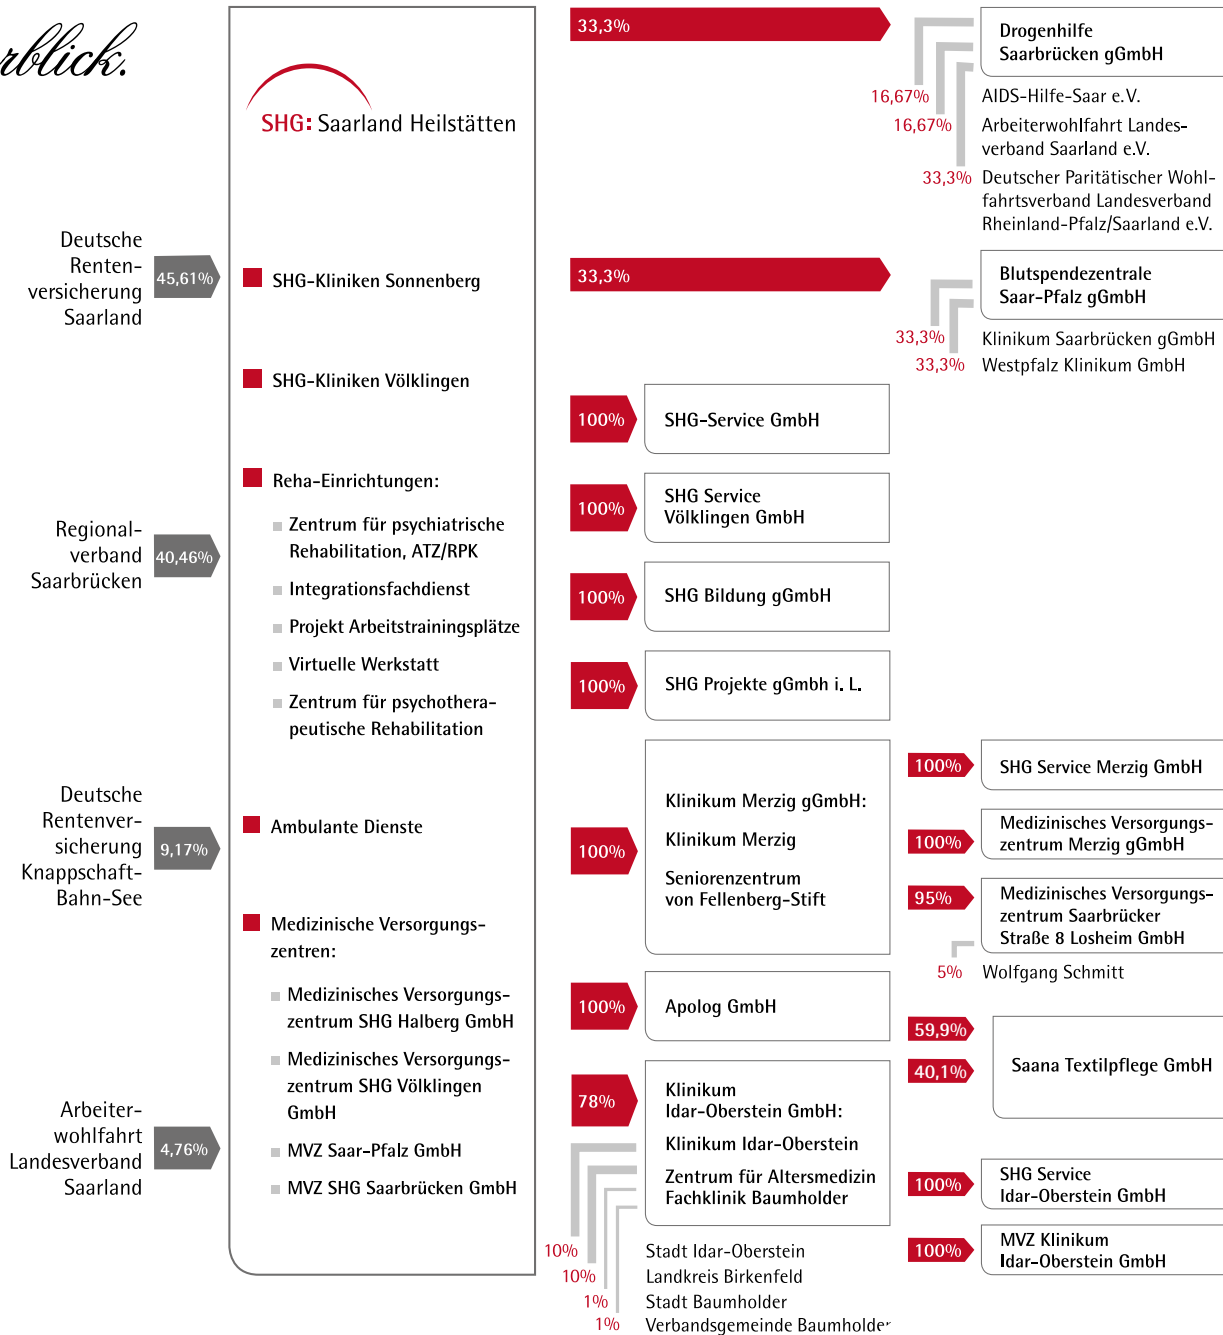 rblick.
SHG: Saarland Heilstätten
Deutsche
Renten-
versicherung
Saarland
45,61%
Regional-
verband
Saarbrücken
40,46%
Deutsche
Rentenver-
sicherung
Knappschaft-
Bahn-See
9,17%
Arbeiter-
wohlfahrt
Landesverband
Saarland
4,76%
SHG-Kliniken Sonnenberg
SHG-Kliniken Völklingen
Reha-Einrichtungen:
Zentrum für psychiatrische
Rehabilitation, ATZ/RPK
Integrationsfachdienst
Projekt Arbeitstrainingsplätze
Virtuelle Werkstatt
Zentrum für psychothera-
peutische Rehabilitation
Ambulante Dienste
Medizinische Versorgungs-
zentren:
Medizinisches Versorgungs-
zentrum SHG Halberg GmbH
Medizinisches Versorgungs-
zentrum SHG Völklingen
GmbH
MVZ Saar-Pfalz GmbH
MVZ SHG Saarbrücken GmbH
33,3%
Drogenhilfe
Saarbrücken gGmbH
16,67% AIDS-Hilfe-Saar e.V.
16,67% Arbeiterwohlfahrt Landes-
verband Saarland e.V.
33,3% Deutscher Paritätischer Wohl-
fahrtsverband Landesverband
Rheinland-Pfalz/Saarland e.V.
33,3%
Blutspendezentrale
Saar-Pfalz gGmbH
33,3% Klinikum Saarbrücken gGmbH
33,3% Westpfalz Klinikum GmbH
100% SHG-Service GmbH
100%
SHG Service
Völklingen GmbH
100% SHG Bildung gGmbH
100% SHG Projekte gGmbh i. L.
100%
Klinikum Merzig gGmbH:
Klinikum Merzig
Seniorenzentrum
von Fellenberg-Stift
100% SHG Service Merzig GmbH
100%
Medizinisches Versorgungs-
zentrum Merzig gGmbH
95%
Medizinisches Versorgungs-
zentrum Saarbrücker
Straße 8 Losheim GmbH
5% Wolfgang Schmitt
100% Apolog GmbH
59,9%
40,1%
Saana Textilpflege GmbH
78%
Klinikum
Idar-Oberstein GmbH:
Klinikum Idar-Oberstein
Zentrum für Altersmedizin
Fachklinik Baumholder
100%
SHG Service
Idar-Oberstein GmbH
100%
MVZ Klinikum
Idar-Oberstein GmbH
10% Stadt Idar-Oberstein
10% Landkreis Birkenfeld
1% Stadt Baumholder
1% Verbandsgemeinde Baumholder